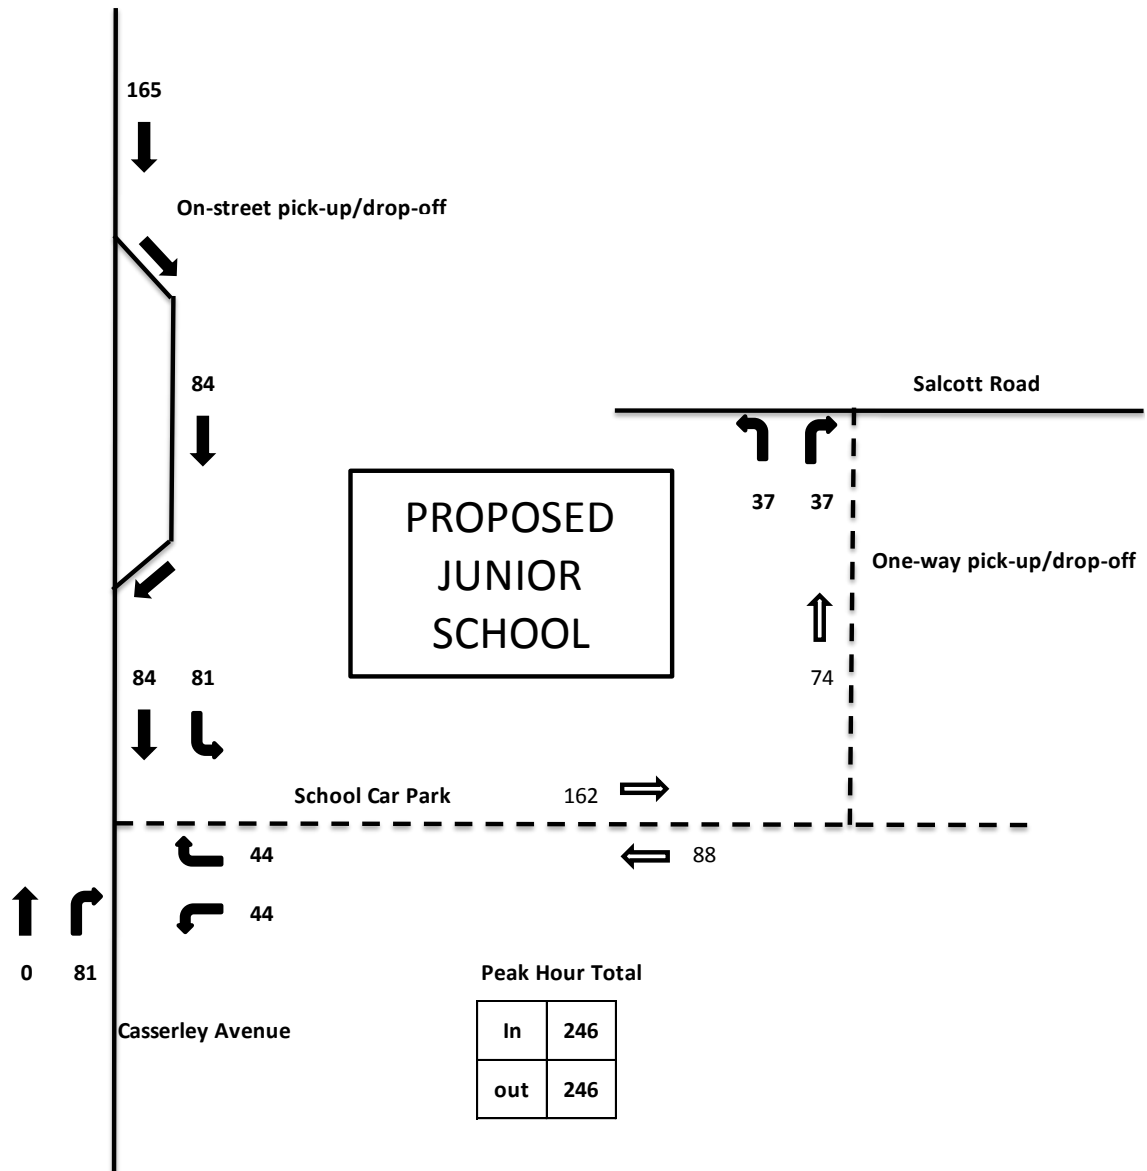 165
On-street pick-up/drop-off
84
Salcott Road
PROPOSED
JUNIOR
SCHOOL
37 37
One-way pick-up/drop-off
84 81
74
School Car Park 162
44 88
44
0 81
Peak Hour Total
In 246
out 246
Casserley Avenue